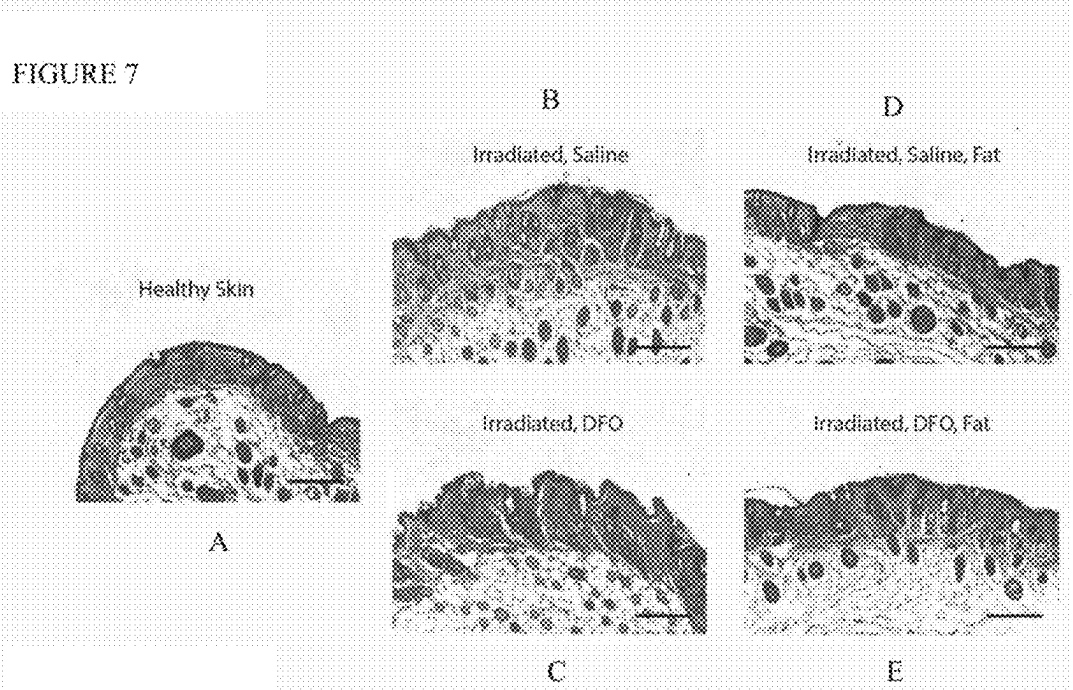 FIGURE 7
B
D
Irradiated, Saline
Irradiated, Saline, Fat
Healthy Skin
Irradiated, DFO
Irradiated, DFO, Fat
A
C
E